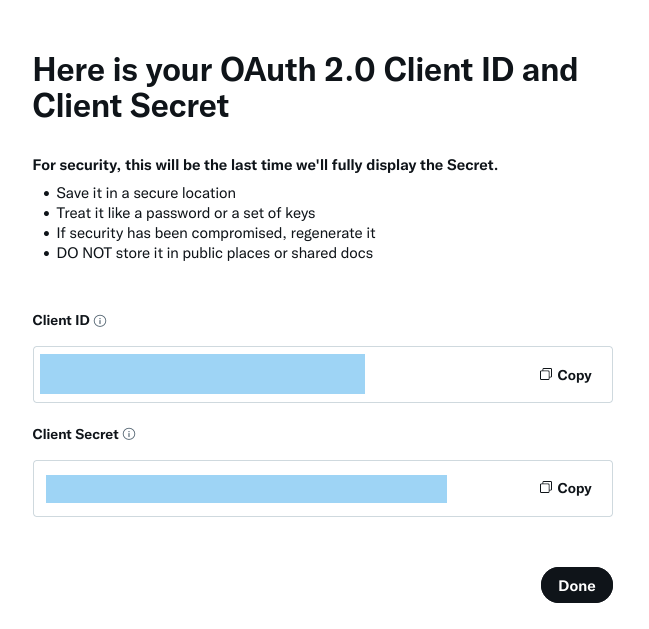 Here is your OAuth 2.0 Client ID and
Client Secret
For security, this will be the last time we'll fully display the Secret.
• Save it in a secure location
• Treat it like a password or a set of keys
• If security has been compromised, regenerate it
• DO NOT store it in public places or shared docs
Client ID
Copy
Client Secret
Copy
Done